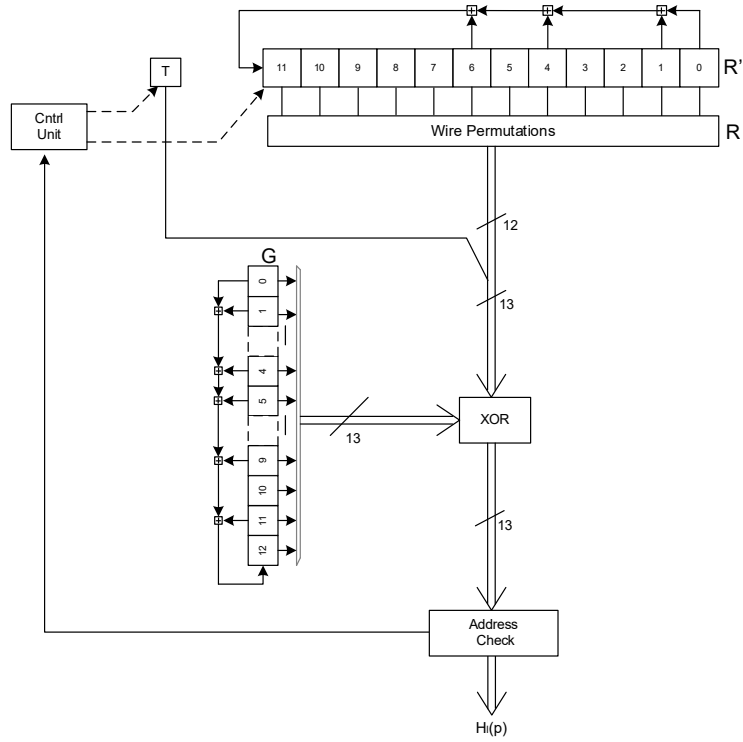 11 10 9 8 7 6 5 4 3 2 1 0
R'
T
Cntrl
Unit
Wire Permutations
R
12
G
0
13
1
4
5
XOR
13
9
10
11
13
12
Address
Check
Hl(p)